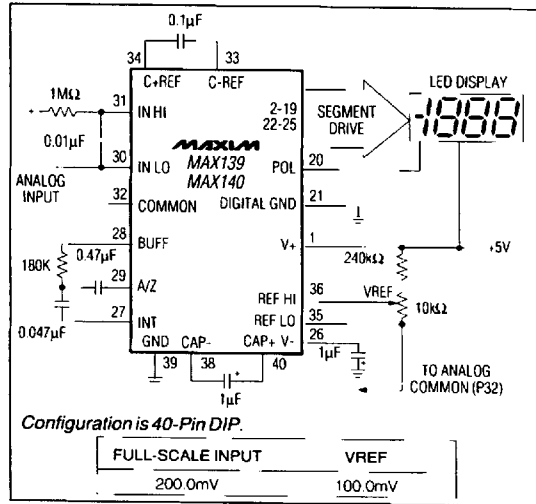 0.1µF
34
33
C+REF
C-REF
LED DISPLAY
1MΩ
31
IN HI
2-19
22-25
SEGMENT
DRIVE
-1888
0.01µF
MAXIM
MAX139
MAX140
30
IN LO
POL
20
ANALOG
INPUT
32
COMMON
DIGITAL GND
21
28
BUFF
V+
1
+5V
180K
0.47µF
240kΩ
29
A/Z
36
REF HI
VREF
10kΩ
27
INT
REF LO
35
0.047µF
GND
CAP-
CAP+
V-
26
39
38
40
1µF
1µF
TO ANALOG
COMMON (P32)
Configuration is 40-Pin DIP.
FULL-SCALE INPUT VREF
200.0mV 100.0mV